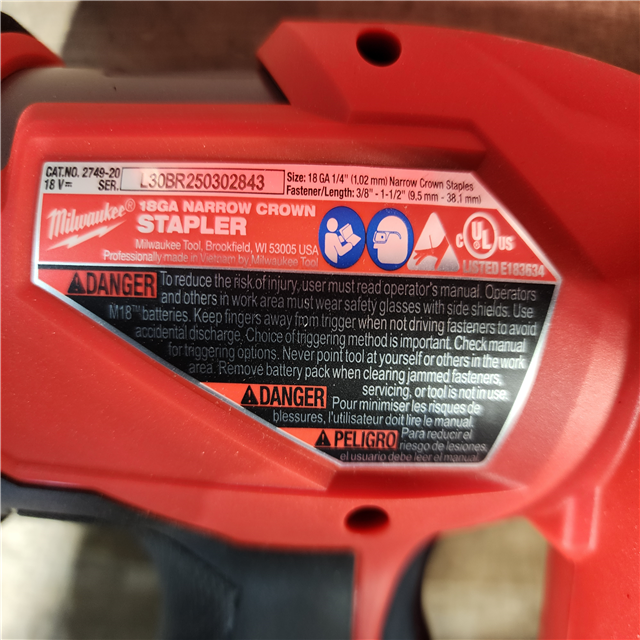 CAT.NO. 2749-20
18 V⎓ SER. L30BR250302843
Size: 18 GA 1/4" (1.02 mm) Narrow Crown Staples
Fastener/Length: 3/8" - 1-1/2" (9.5 mm - 38.1 mm)
Milwaukee®
18GA NARROW CROWN
STAPLER
Milwaukee Tool, Brookfield, WI 53005 USA
Professionally made in Vietnam by Milwaukee Tool
C UL US
LISTED E183634
DANGER To reduce the risk of injury, user must read operator's manual. Operators
and others in work area must wear safety glasses with side shields. Use
M18™ batteries. Keep fingers away from trigger when not driving fasteners to avoid
accidental discharge. Choice of triggering method is important. Check manual
for triggering options. Never point tool at yourself or others in the work
area. Remove battery pack when clearing jammed fasteners,
servicing, or tool is not in use.
DANGER Pour minimiser les risques de
blessures, l'utilisateur doit lire le manual.
PELIGRO Para reducir el
riesgo de lesiones,
el usuario debe leer el manual.